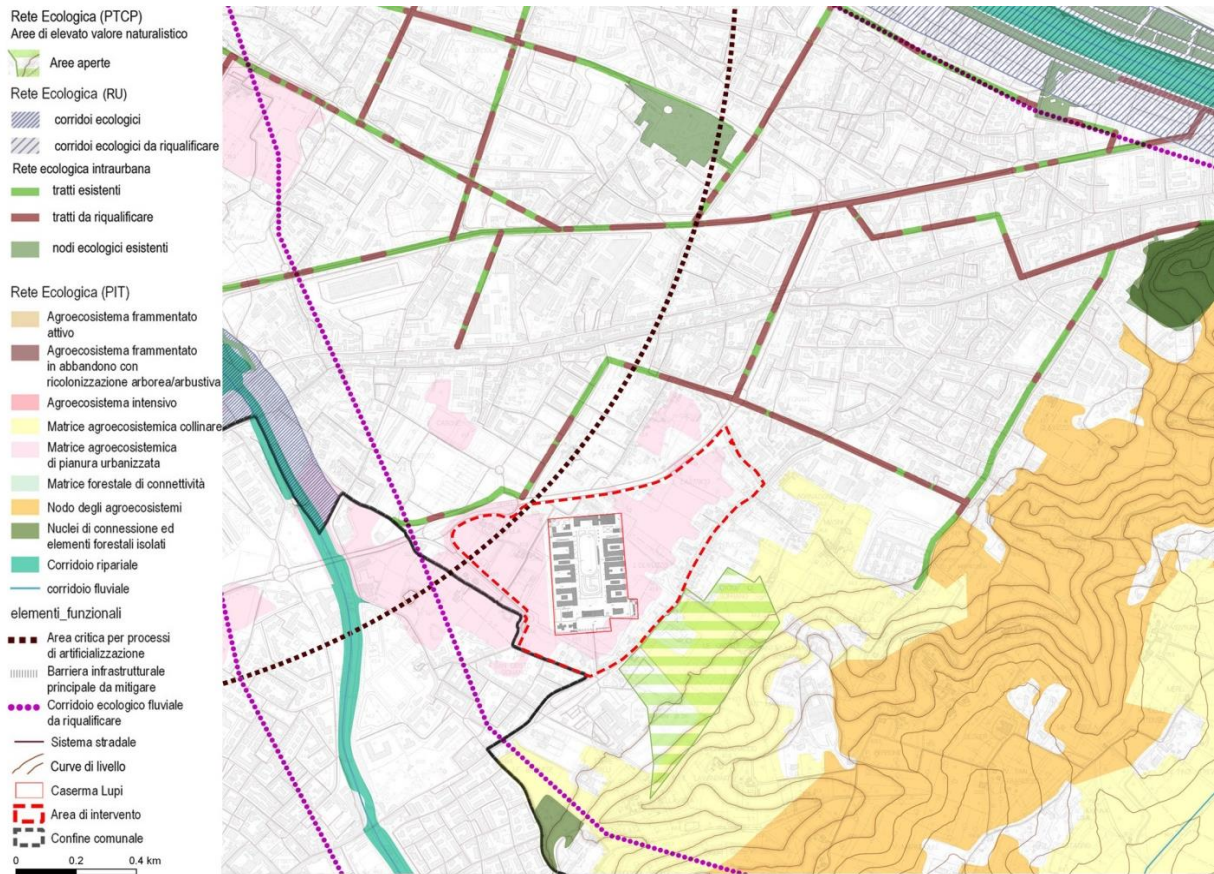 Rete Ecologica (PTCP)
Aree di elevato valore naturalistico
Aree aperte
Rete Ecologica (RU)
corridoi ecologici
corridoi ecologici da riqualificare
Rete ecologica intraurbana
tratti esistenti
tratti da riqualificare
nodi ecologici esistenti
Rete Ecologica (PIT)
Agroecosistema frammentato
attivo
Agroecosistema frammentato
in abbandono con
ricolonizzazione arborea/arbustiva
Agroecosistema intensivo
Matrice agroecosistemica collinare
Matrice agroecosistemica
di pianura urbanizzata
Matrice forestale di connettività
Nodo degli agroecosistemi
Nuclei di connessione ed
elementi forestali isolati
Corridoio ripariale
corridoio fluviale
elementi_funzionali
Area critica per processi
di artificializzazione
Barriera infrastrutturale
principale da mitigare
Corridoio ecologico fluviale
da riqualificare
Sistema stradale
Curve di livello
Caserma Lupi
Area di intervento
Confine comunale
0 0.2 0.4 km